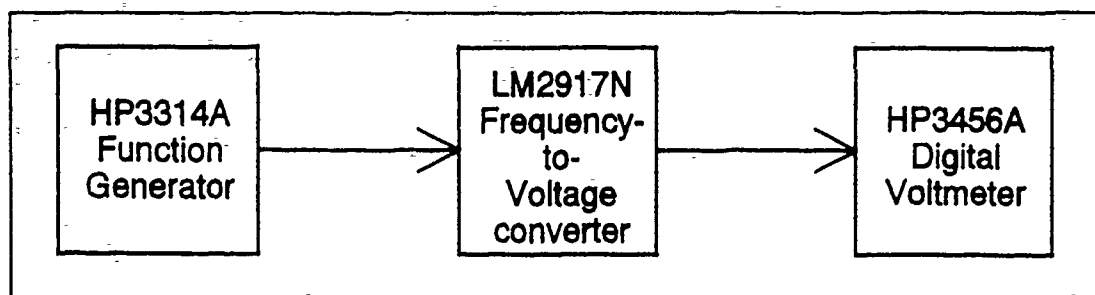 HP3314A
Function
Generator
LM2917N
Frequency-
to-
Voltage
converter
HP3456A
Digital
Voltmeter